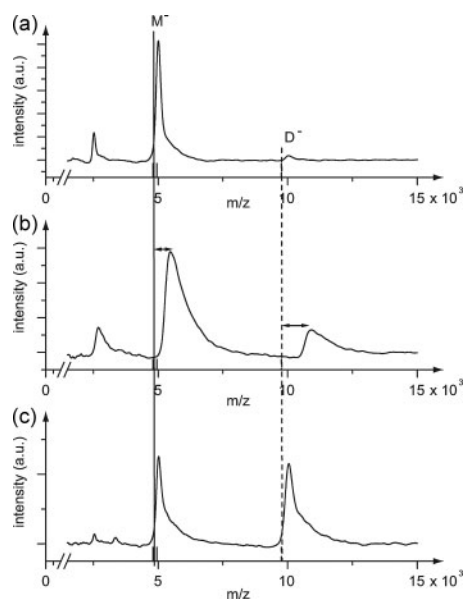 (a)
M⁻
D⁻
intensity (a.u.)
0 5 10 15 x 10³
m/z
(b)
intensity (a.u.)
0 5 10 15 x 10³
m/z
(c)
intensity (a.u.)
0 5 10 15 x 10³
m/z